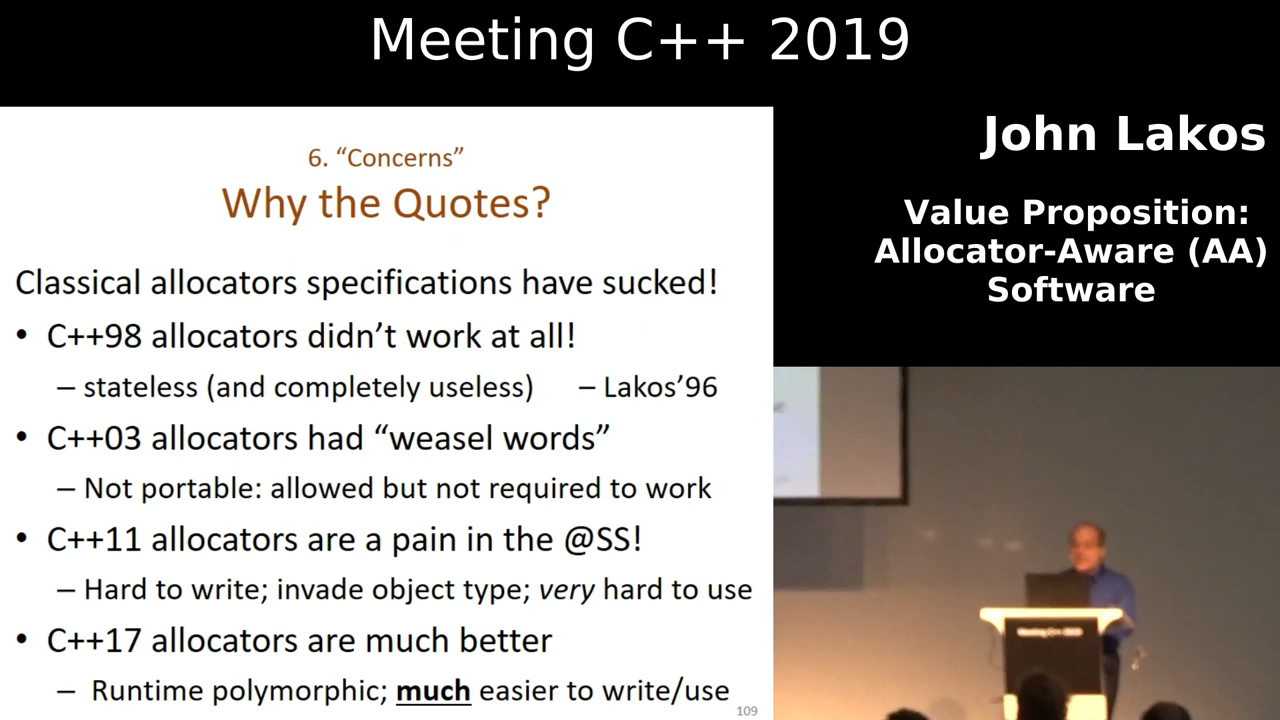 Meeting C++ 2019
6. “Concerns”
Why the Quotes?
Classical allocators specifications have sucked!
• C++98 allocators didn’t work at all!
– stateless (and completely useless) – Lakos’96
• C++03 allocators had “weasel words”
– Not portable: allowed but not required to work
• C++11 allocators are a pain in the @SS!
– Hard to write; invade object type; very hard to use
• C++17 allocators are much better
– Runtime polymorphic; much easier to write/use
109
John Lakos
Value Proposition:
Allocator-Aware (AA)
Software
Meeting C++ 2019